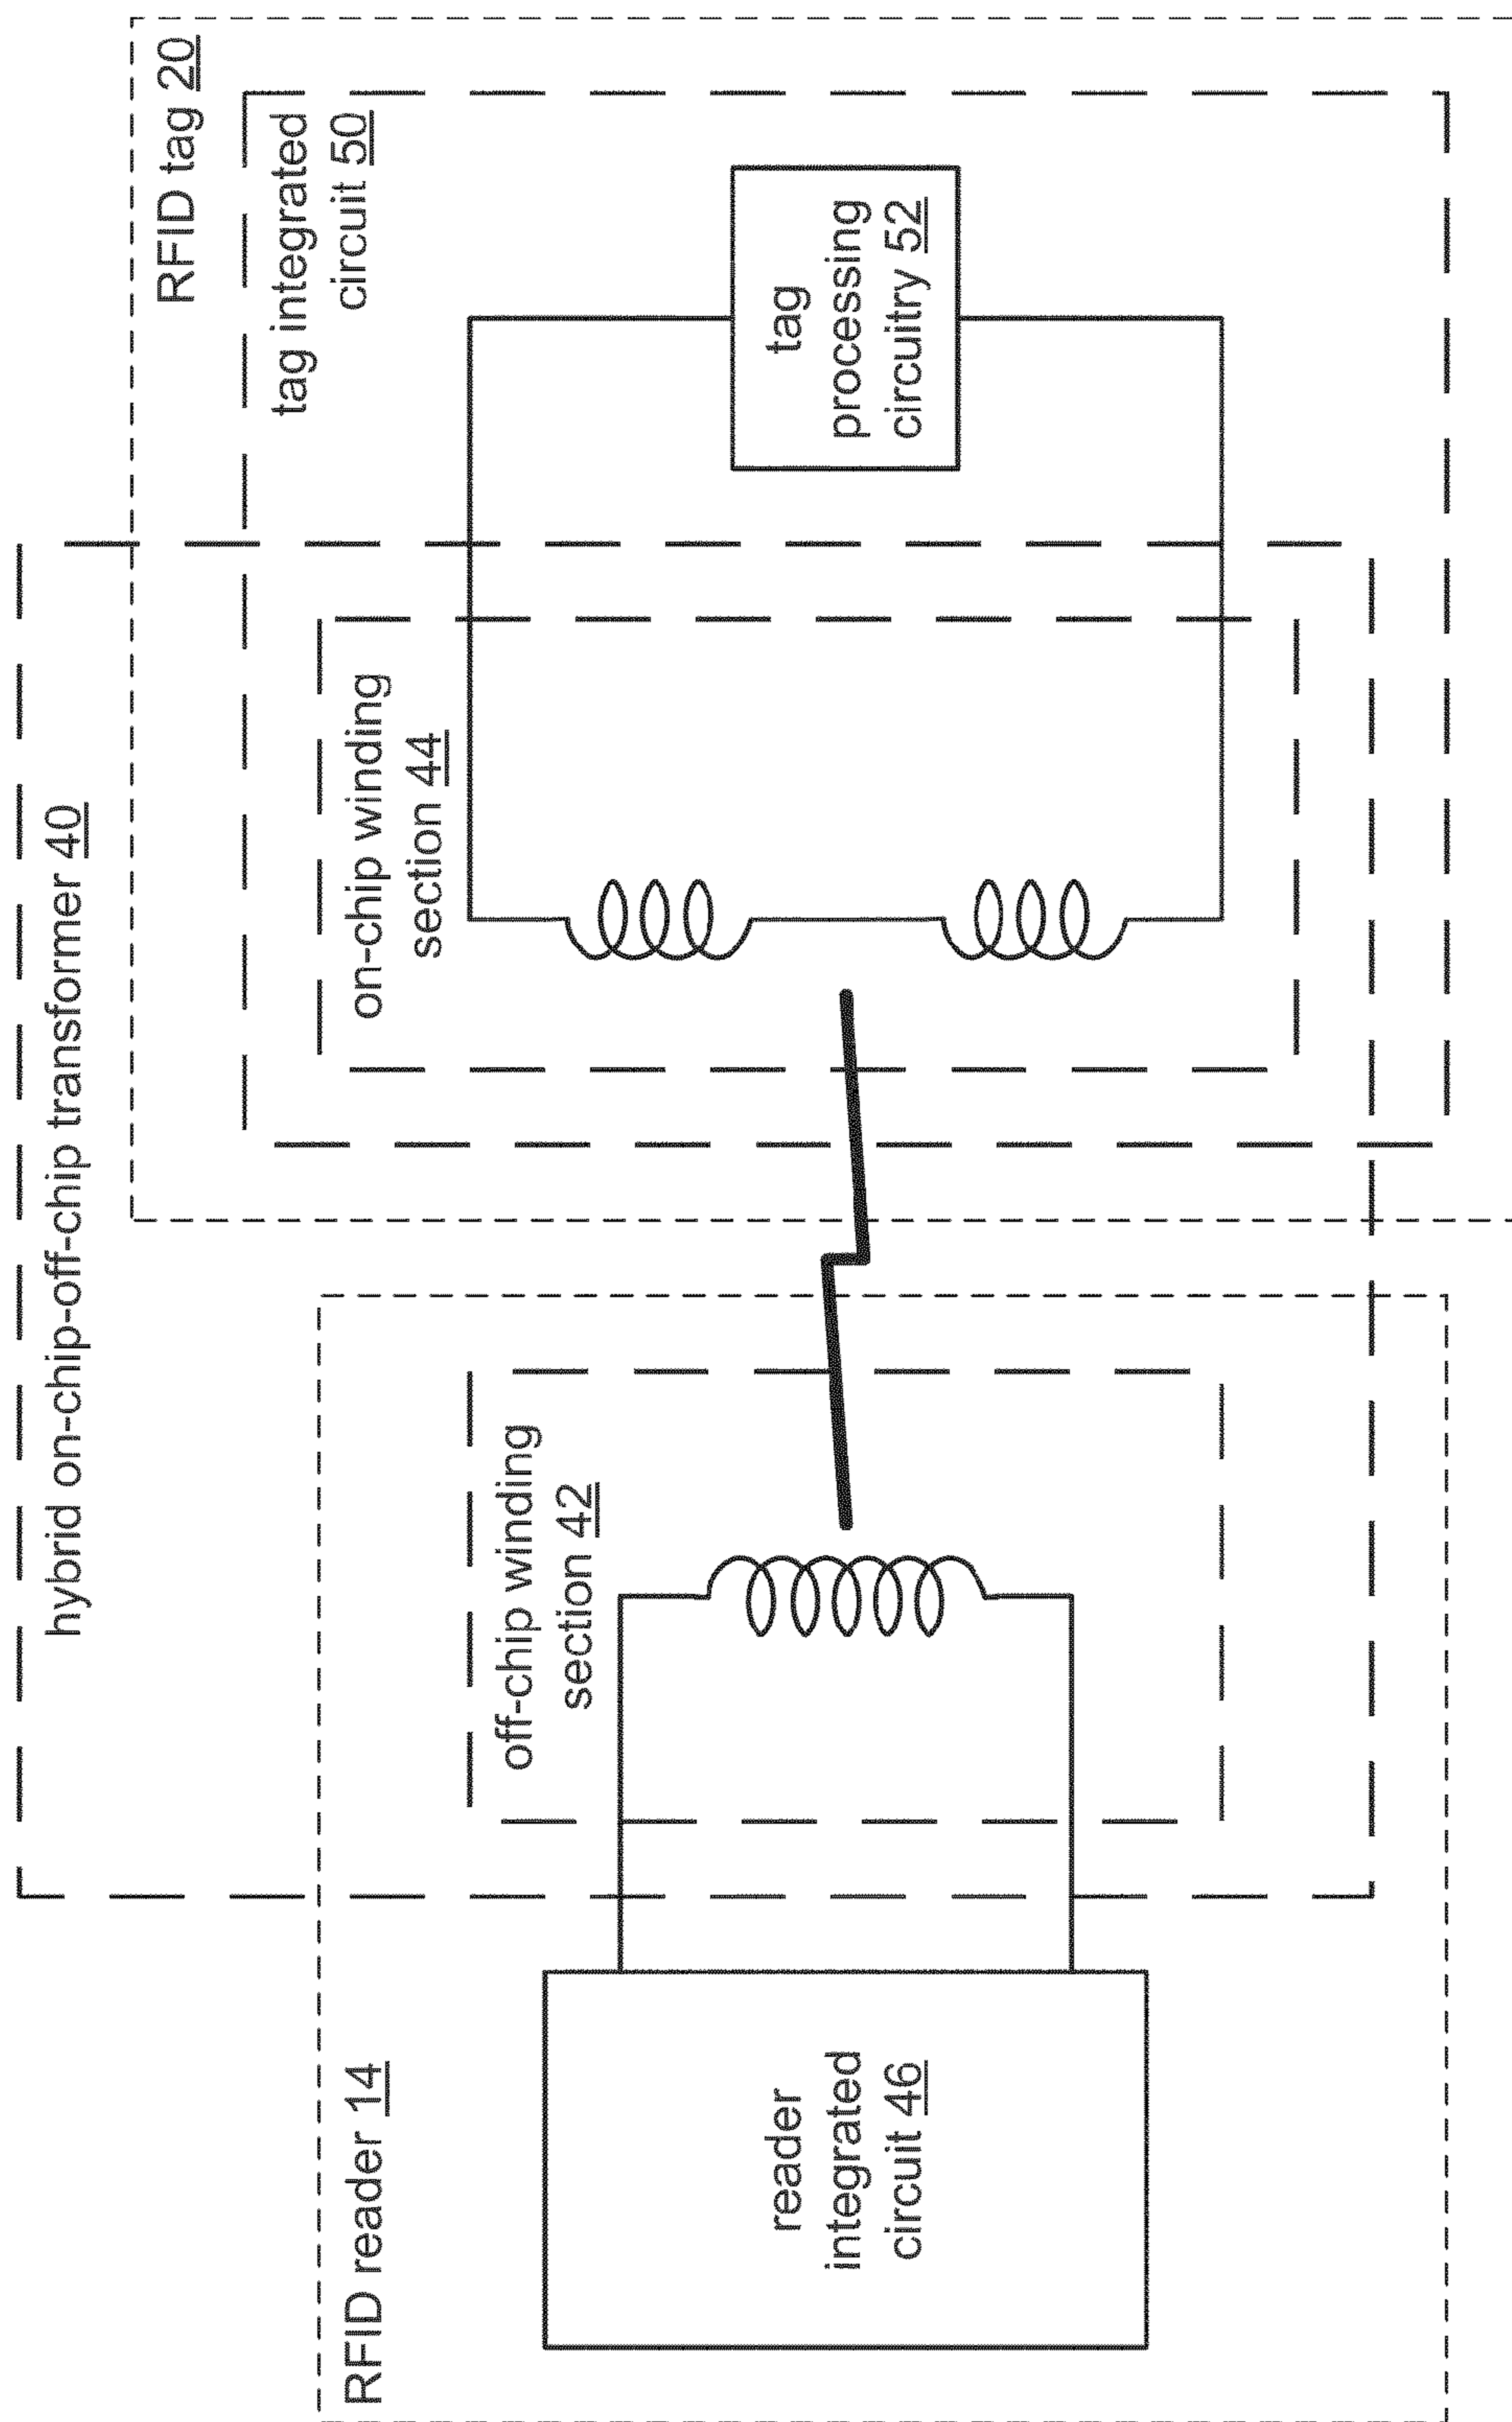 hybrid on-chip-off-chip transformer 40
RFID tag 20
tag integrated
circuit 50
on-chip winding
section 44
tag
processing
circuitry 52
off-chip winding
section 42
RFID reader 14
reader
integrated
circuit 46